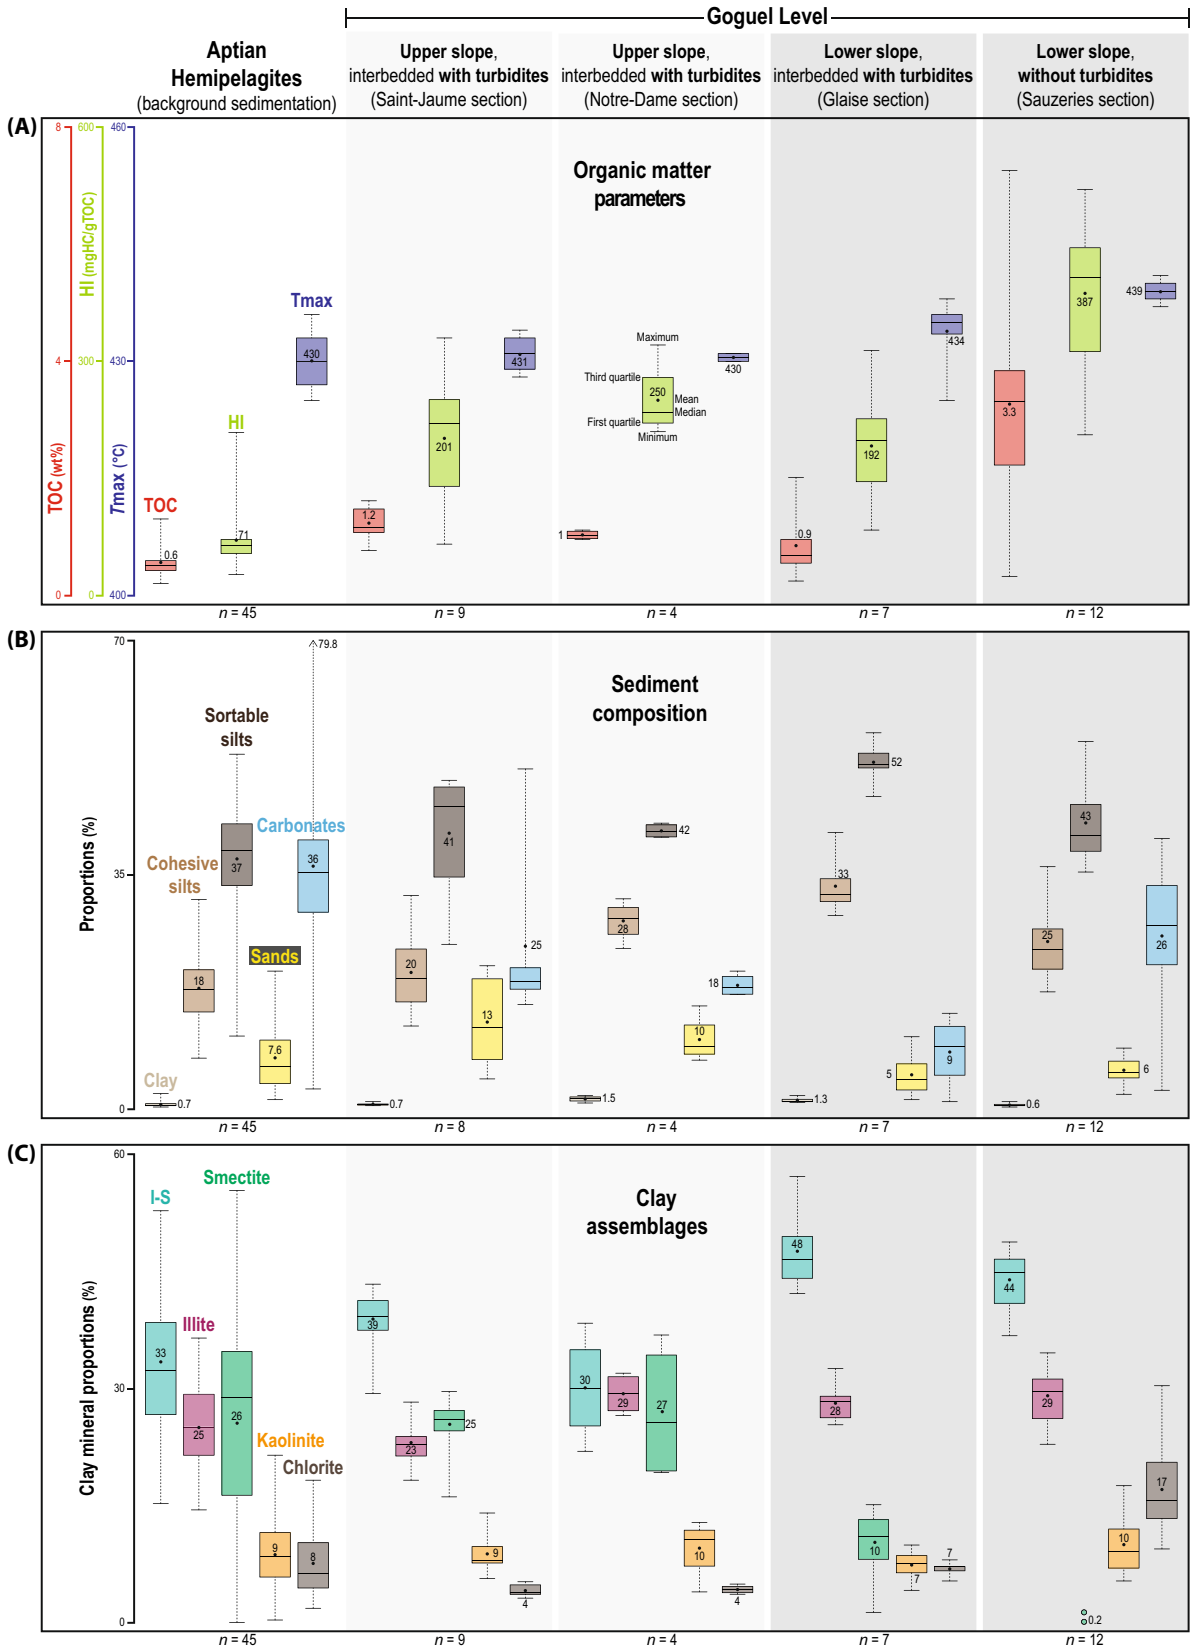 Goguel Level
Aptian
Hemipelagites
(background sedimentation)
Upper slope,
interbedded with turbidites
(Saint-Jaume section)
Upper slope,
interbedded with turbidites
(Notre-Dame section)
Lower slope,
interbedded with turbidites
(Glaise section)
Lower slope,
without turbidites
(Sauzeries section)
(A)
8
600
460
4
300
430
0
0
400
TOC (wt%)
HI (mgHC/gTOC)
Tmax (°C)
Organic matter
parameters
TOC
0.6
HI
71
Tmax
430
1.2
201
431
1
Maximum
Third quartile
250
Mean
Median
First quartile
Minimum
430
0.9
192
434
3.3
387
439
n = 45
n = 9
n = 4
n = 7
n = 12
(B)
70
35
0
Proportions (%)
Sediment
composition
Clay
0.7
Cohesive
silts
18
Sortable
silts
37
Sands
7.6
Carbonates
36
79.8
0.7
20
41
13
25
1.5
28
42
10
18
1.3
33
52
5
9
0.6
25
43
6
26
n = 45
n = 8
n = 4
n = 7
n = 12
(C)
60
30
0
Clay mineral proportions (%)
Clay
assemblages
I-S
33
Illite
25
Smectite
26
Kaolinite
9
Chlorite
8
39
23
25
9
4
30
29
27
10
4
48
28
10
7
7
44
29
0.2
10
17
n = 45
n = 9
n = 4
n = 7
n = 12